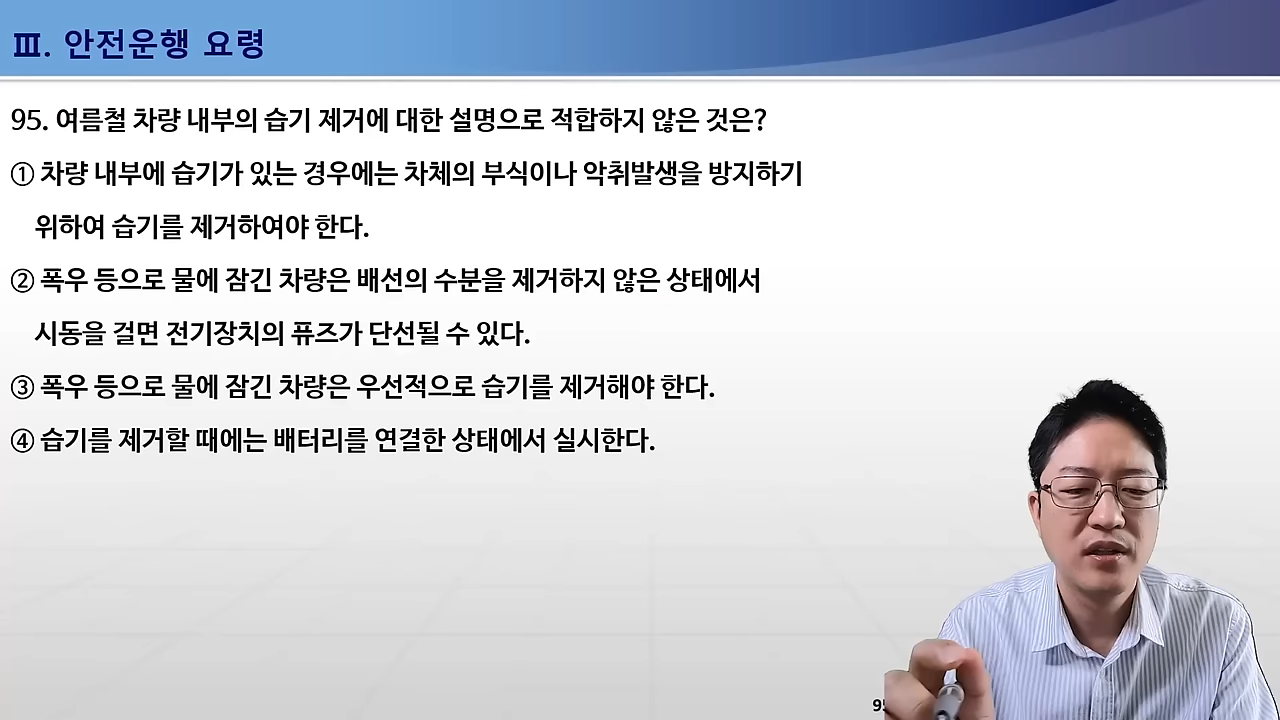 Ⅲ. 안전운행 요령
95. 여름철 차량 내부의 습기 제거에 대한 설명으로 적합하지 않은 것은?
① 차량 내부에 습기가 있는 경우에는 차체의 부식이나 악취발생을 방지하기
위하여 습기를 제거하여야 한다.
② 폭우 등으로 물에 잠긴 차량은 배선의 수분을 제거하지 않은 상태에서
시동을 걸면 전기장치의 퓨즈가 단선될 수 있다.
③ 폭우 등으로 물에 잠긴 차량은 우선적으로 습기를 제거해야 한다.
④ 습기를 제거할 때에는 배터리를 연결한 상태에서 실시한다.